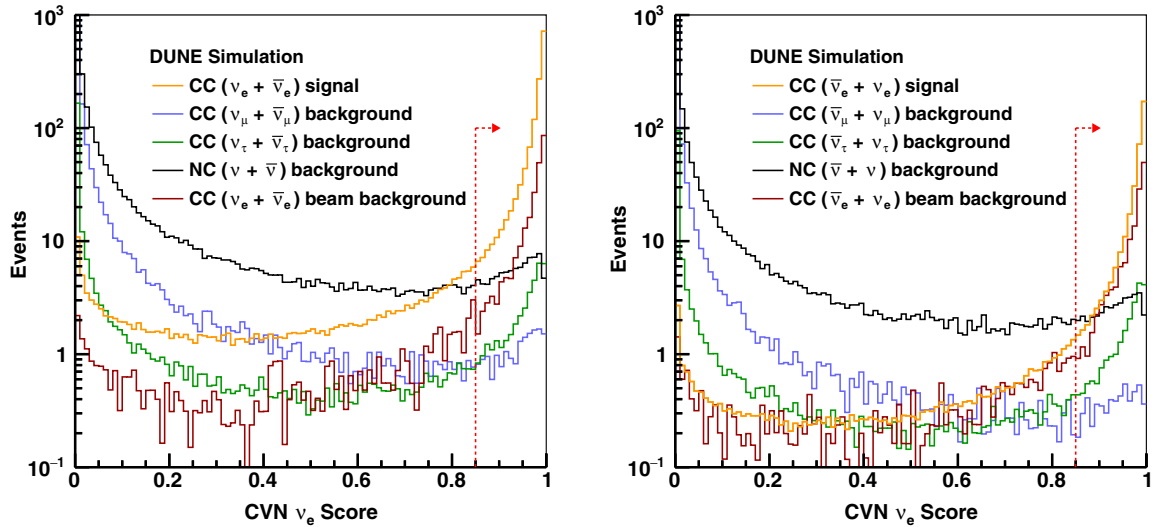 10³
10²
10
1
10⁻¹
Events
DUNE Simulation
CC (νe + ν̄e) signal
CC (νμ + ν̄μ) background
CC (ντ + ν̄τ) background
NC (ν + ν̄) background
CC (νe + ν̄e) beam background
0 0.2 0.4 0.6 0.8 1
CVN νe Score
10³
10²
10
1
10⁻¹
Events
DUNE Simulation
CC (ν̄e + νe) signal
CC (ν̄μ + νμ) background
CC (ν̄τ + ντ) background
NC (ν̄ + ν) background
CC (ν̄e + νe) beam background
0 0.2 0.4 0.6 0.8 1
CVN νe Score